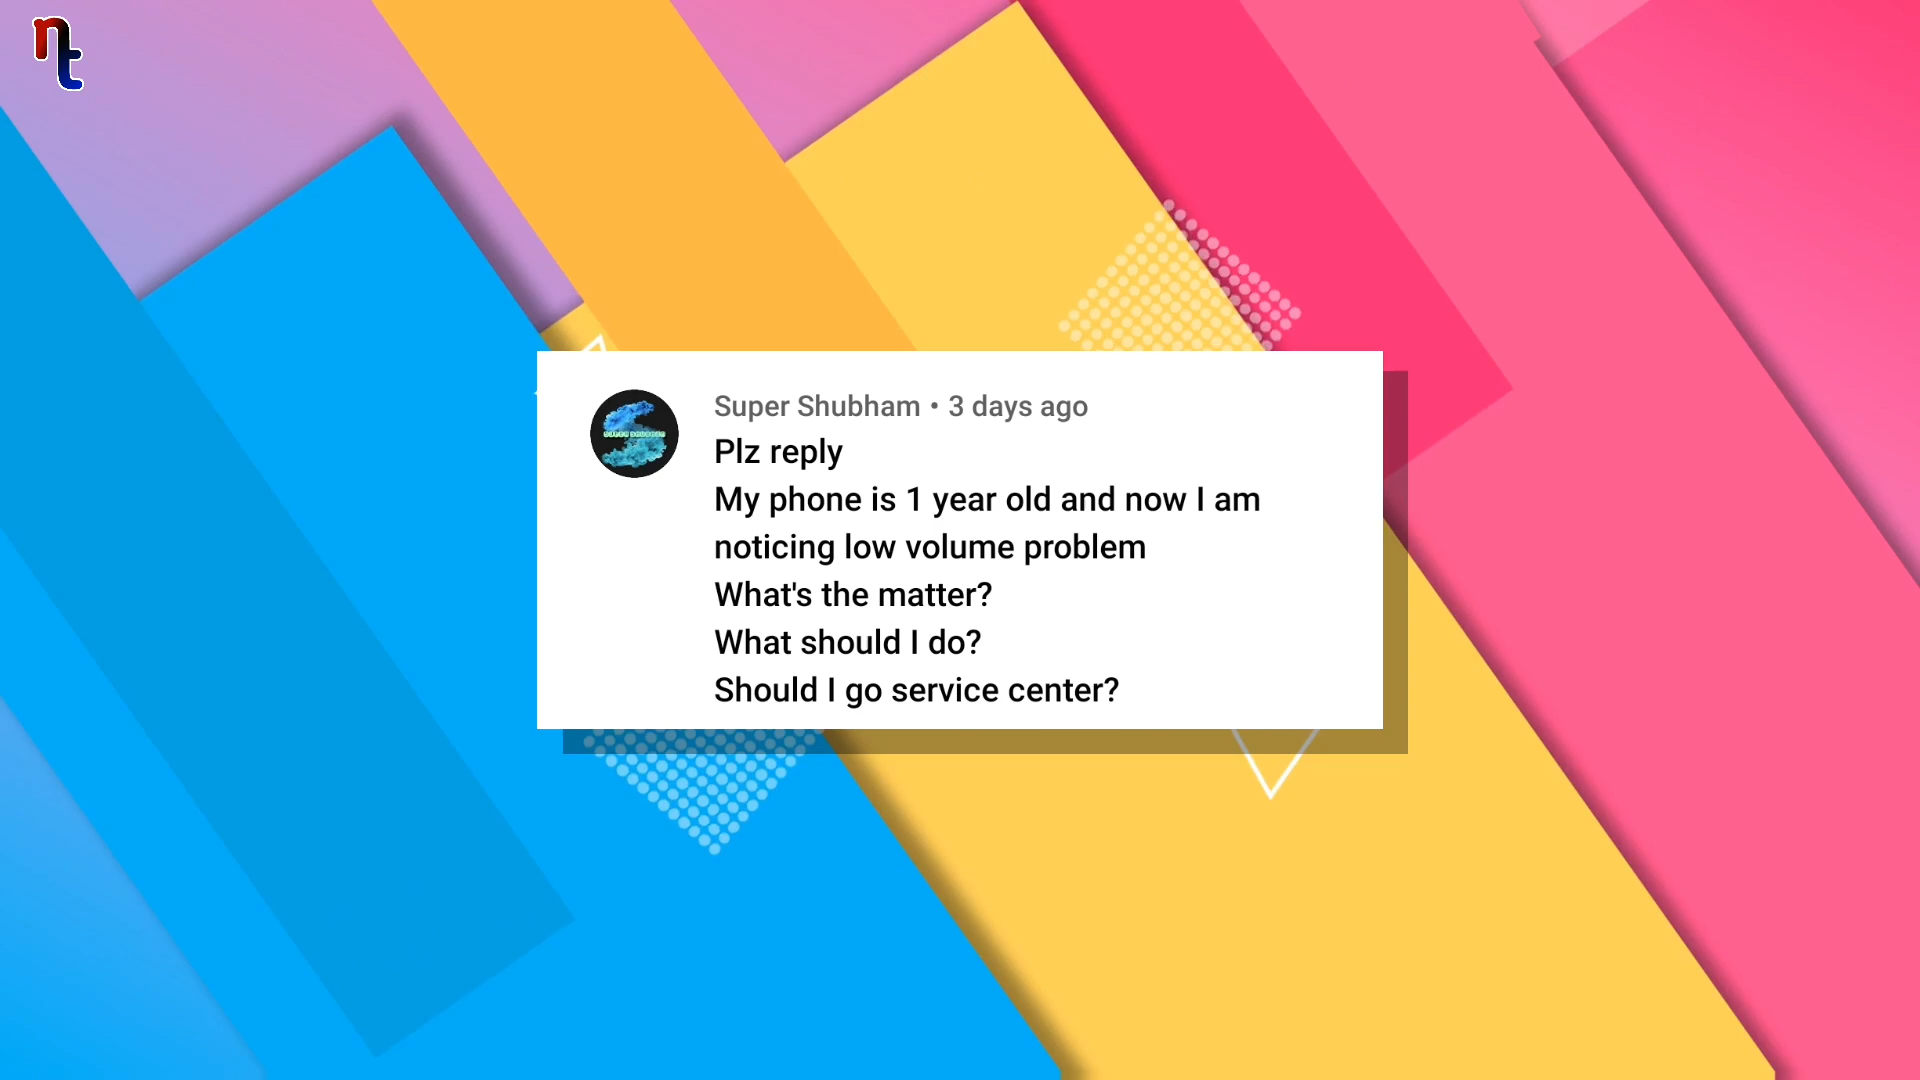 nt
Super Shubham • 3 days ago
Plz reply
My phone is 1 year old and now I am
noticing low volume problem
What's the matter?
What should I do?
Should I go service center?